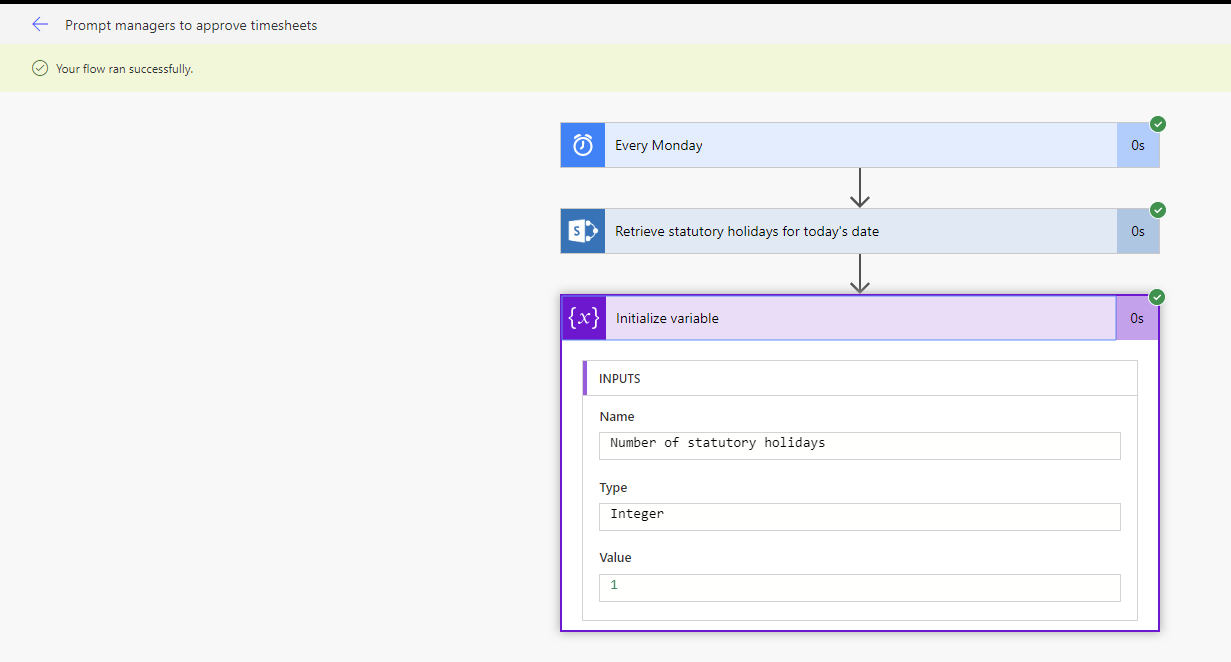 Prompt managers to approve timesheets
Your flow ran successfully.
Every Monday
0s
Retrieve statutory holidays for today's date
0s
S
{x}
Initialize variable
0s
INPUTS
Name
Number of statutory holidays
Type
Integer
Value
1